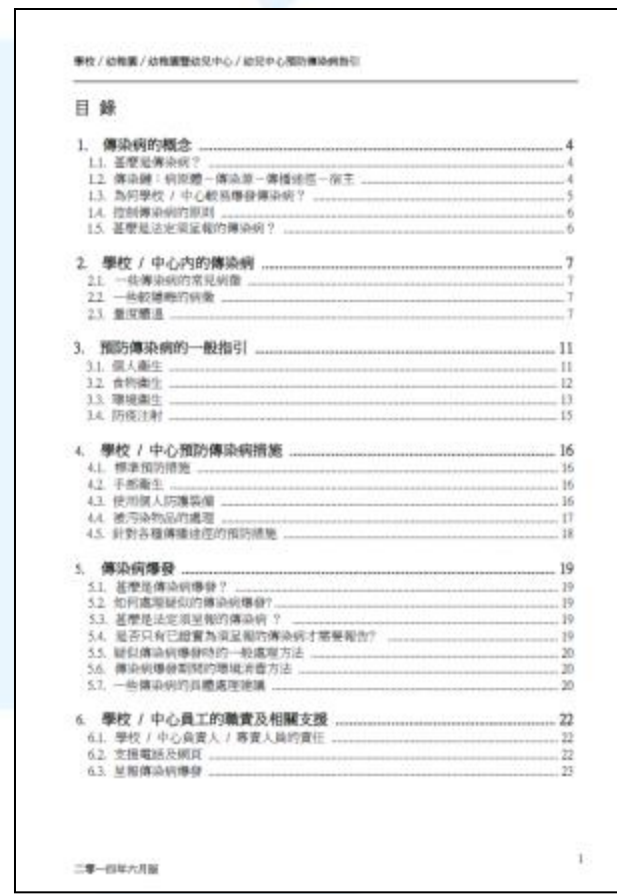 學校 / 幼稚園 / 幼稚園暨幼兒中心 / 幼兒中心預防傳染病指引
目 錄
1. 傳染病的概念 ........ 4
1.1. 甚麼是傳染病？ ........ 4
1.2. 傳染鏈：病原體－傳染源－傳播途徑－宿主 ........ 4
1.3. 為何學校 / 中心較易爆發傳染病？ ........ 5
1.4. 控制傳染病的原則 ........ 6
1.5. 甚麼是法定須呈報的傳染病？ ........ 6
2. 學校 / 中心內的傳染病 ........ 7
2.1. 一些傳染病的常見病徵 ........ 7
2.2. 一些較隱晦的病徵 ........ 7
2.3. 量度體溫 ........ 7
3. 預防傳染病的一般指引 ........ 11
3.1. 個人衞生 ........ 11
3.2. 食物衞生 ........ 12
3.3. 環境衞生 ........ 13
3.4. 防疫注射 ........ 15
4. 學校 / 中心預防傳染病措施 ........ 16
4.1. 標準預防措施 ........ 16
4.2. 手部衞生 ........ 16
4.3. 使用個人防護裝備 ........ 16
4.4. 被污染物品的處理 ........ 17
4.5. 針對各種傳播途徑的預防措施 ........ 18
5. 傳染病爆發 ........ 19
5.1. 甚麼是傳染病爆發？ ........ 19
5.2. 如何處理疑似的傳染病爆發? ........ 19
5.3. 甚麼是法定須呈報的傳染病 ？ ........ 19
5.4. 是否只有已證實為須呈報的傳染病才需要報告? ........ 19
5.5. 疑似傳染病爆發時的一般處理方法 ........ 20
5.6. 傳染病爆發期間的環境消毒方法 ........ 20
5.7. 一些傳染病的具體處理建議 ........ 20
6. 學校 / 中心員工的職責及相關支援 ........ 22
6.1. 學校 / 中心負責人 / 專責人員的責任 ........ 22
6.2. 支援電話及網頁 ........ 22
6.3. 呈報傳染病爆發 ........ 23
1
二零一四年六月版